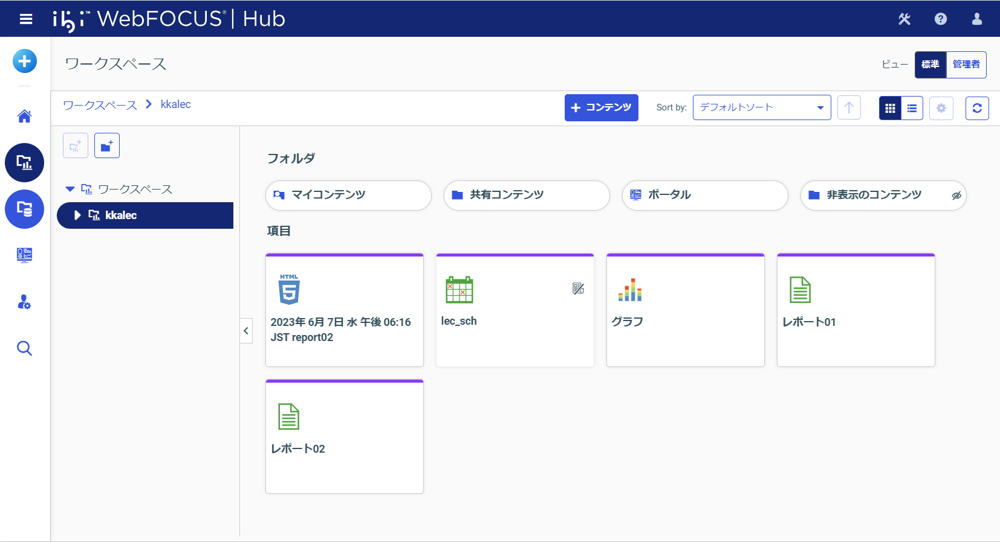 ibi™ WebFOCUS® | Hub
ワークスペース
ビュー 標準 管理者
ワークスペース kkalec
コンテンツ Sort by: デフォルトソート
ワークスペース
kkalec
フォルダ
マイコンテンツ 共有コンテンツ ポータル 非表示のコンテンツ
項目
HTML
5
2023年 6月 7日 水 午後 06:16
JST report02
lec_sch
グラフ
レポート01
レポート02